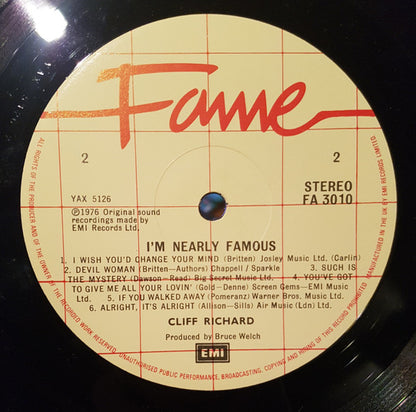 Fame
2
2
YAX 5126
STEREO
FA 3010
Ⓟ1976 Original sound
recordings made by
EMI Records Ltd.
I'M NEARLY FAMOUS
1. I WISH YOU'D CHANGE YOUR MIND (Britten) Josley Music Ltd. (Carlin)
2. DEVIL WOMAN (Britten—Authors) Chappell / Sparkle 3. SUCH IS
THE MYSTERY (Dawson—Read) Big Secret Music Ltd. 4. YOU'VE GOT
TO GIVE ME ALL YOUR LOVIN' (Gold-Denne) Screen Gems—EMI Music
Ltd. 5. IF YOU WALKED AWAY (Pomeranz) Warner Bros. Music Ltd.
6. ALRIGHT, IT'S ALRIGHT (Allison-Sills) Air Music (Ldn) Ltd.
CLIFF RICHARD
Produced by Bruce Welch
EMI
ALL RIGHTS OF THE PRODUCER AND OF THE OWNER OF THE RECORDED WORK RESERVED. UNAUTHORISED PUBLIC PERFORMANCE, BROADCASTING, COPYING AND HIRING OF THIS RECORD PROHIBITED. MADE IN THE UK BY EMI RECORDS LIMITED.